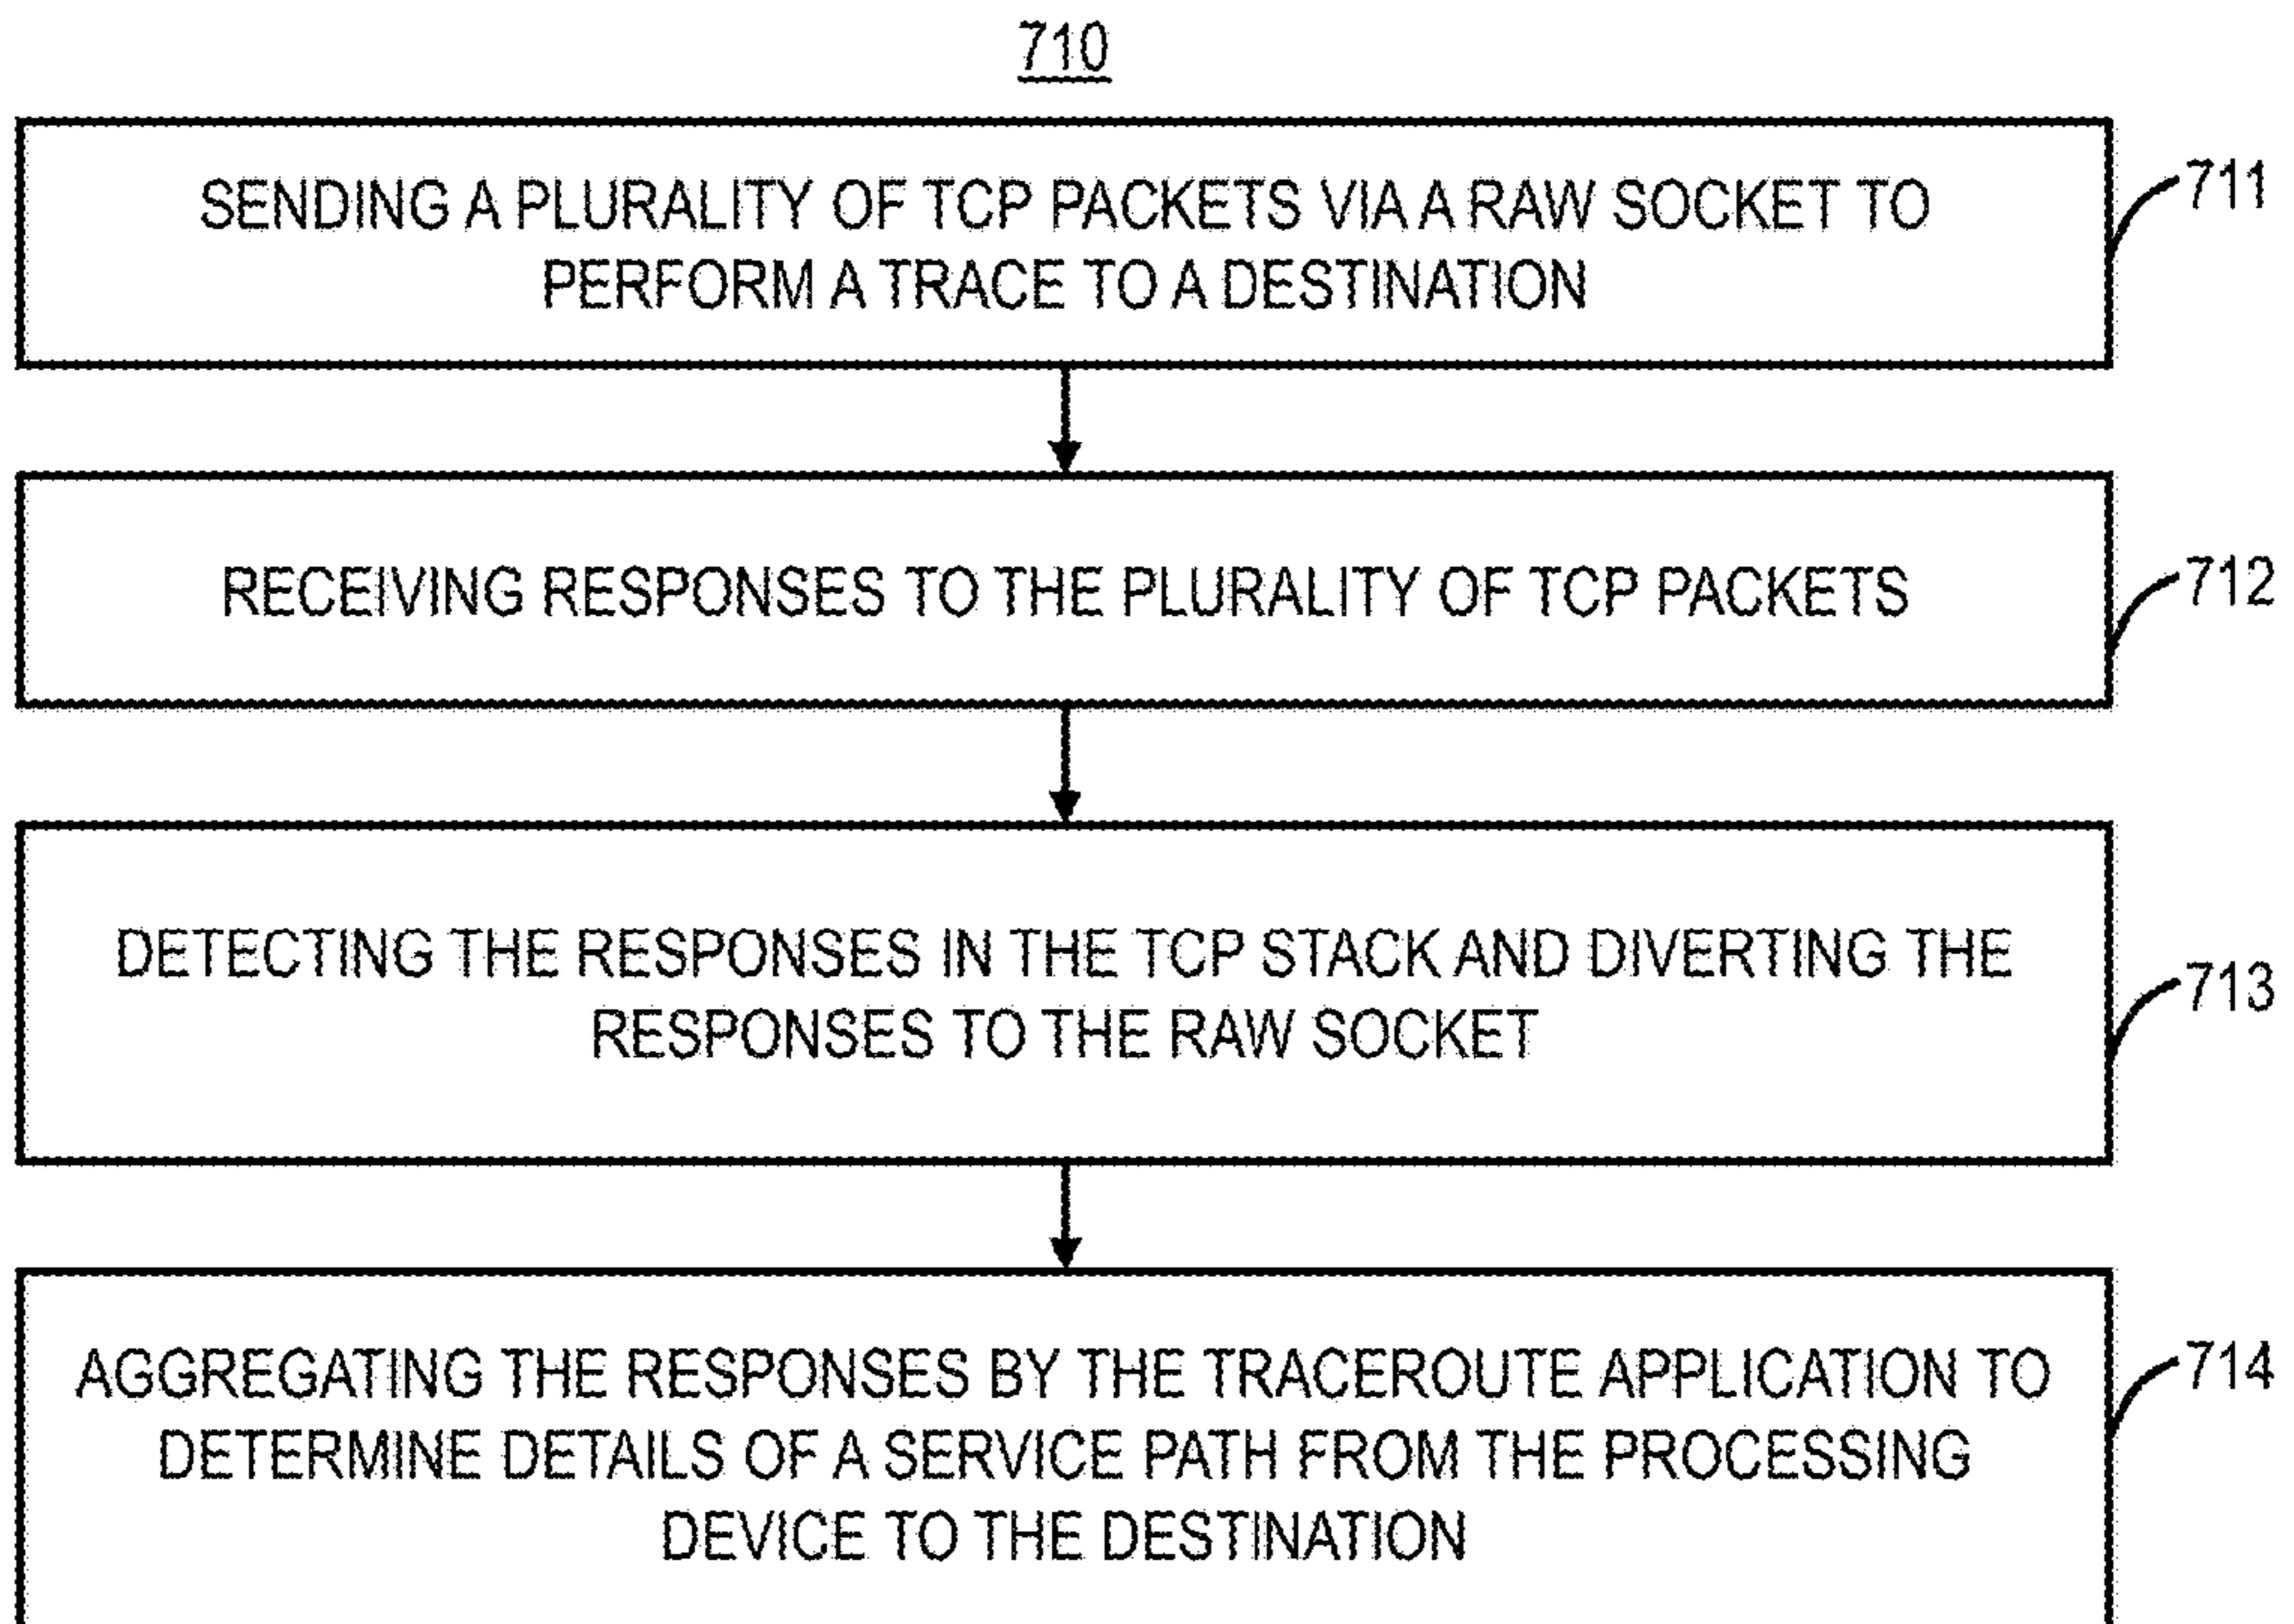 710
SENDING A PLURALITY OF TCP PACKETS VIA A RAW SOCKET TO
PERFORM A TRACE TO A DESTINATION
711
RECEIVING RESPONSES TO THE PLURALITY OF TCP PACKETS
712
DETECTING THE RESPONSES IN THE TCP STACK AND DIVERTING THE
RESPONSES TO THE RAW SOCKET
713
AGGREGATING THE RESPONSES BY THE TRACEROUTE APPLICATION TO
DETERMINE DETAILS OF A SERVICE PATH FROM THE PROCESSING
DEVICE TO THE DESTINATION
714